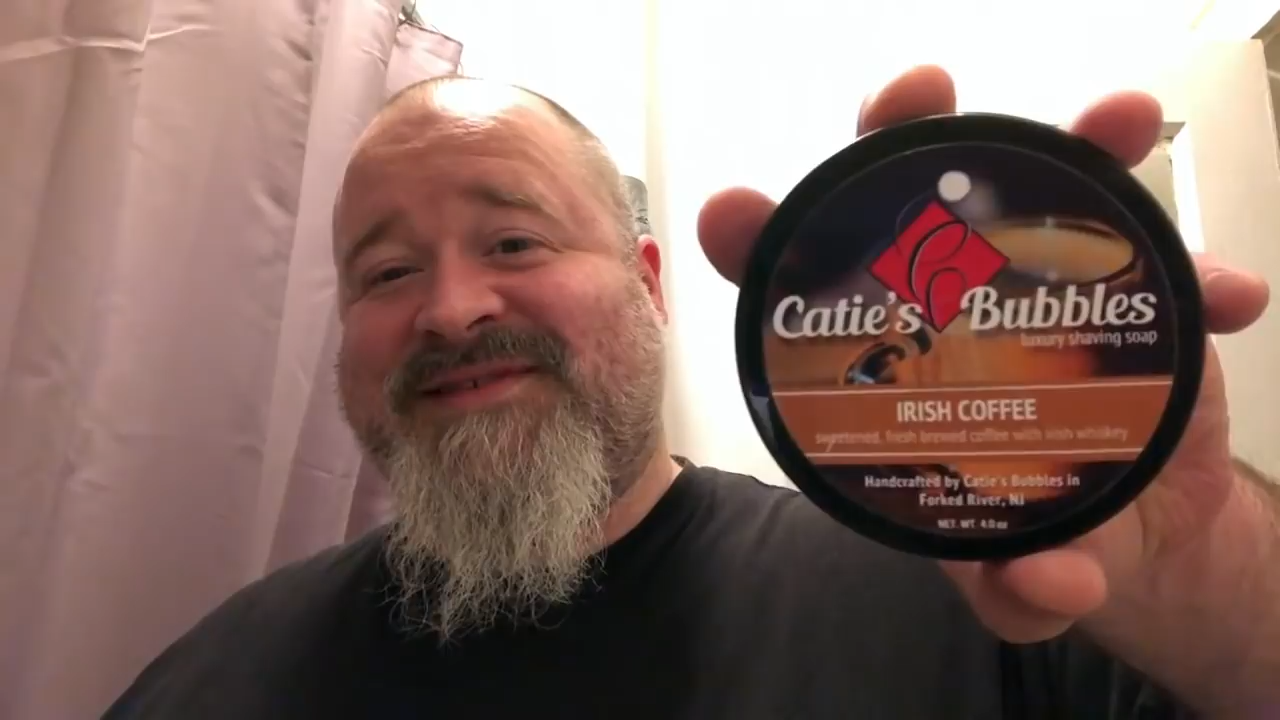 Catie's Bubbles
luxury shaving soap
IRISH COFFEE
sweetened, fresh brewed coffee with irish whiskey
Handcrafted by Catie's Bubbles in
Forked River, NJ
NET. WT. 4.0 oz